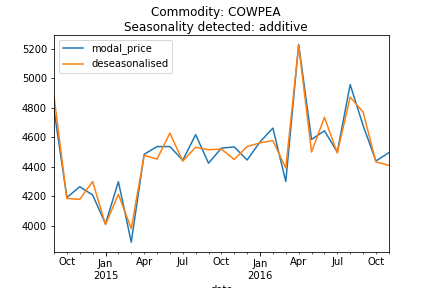 Commodity: COWPEA
Seasonality detected: additive
modal_price
deseasonalised
5200
5000
4800
4600
4400
4200
4000
Oct Jan Apr Jul Oct Jan Apr Jul Oct
2015 2016